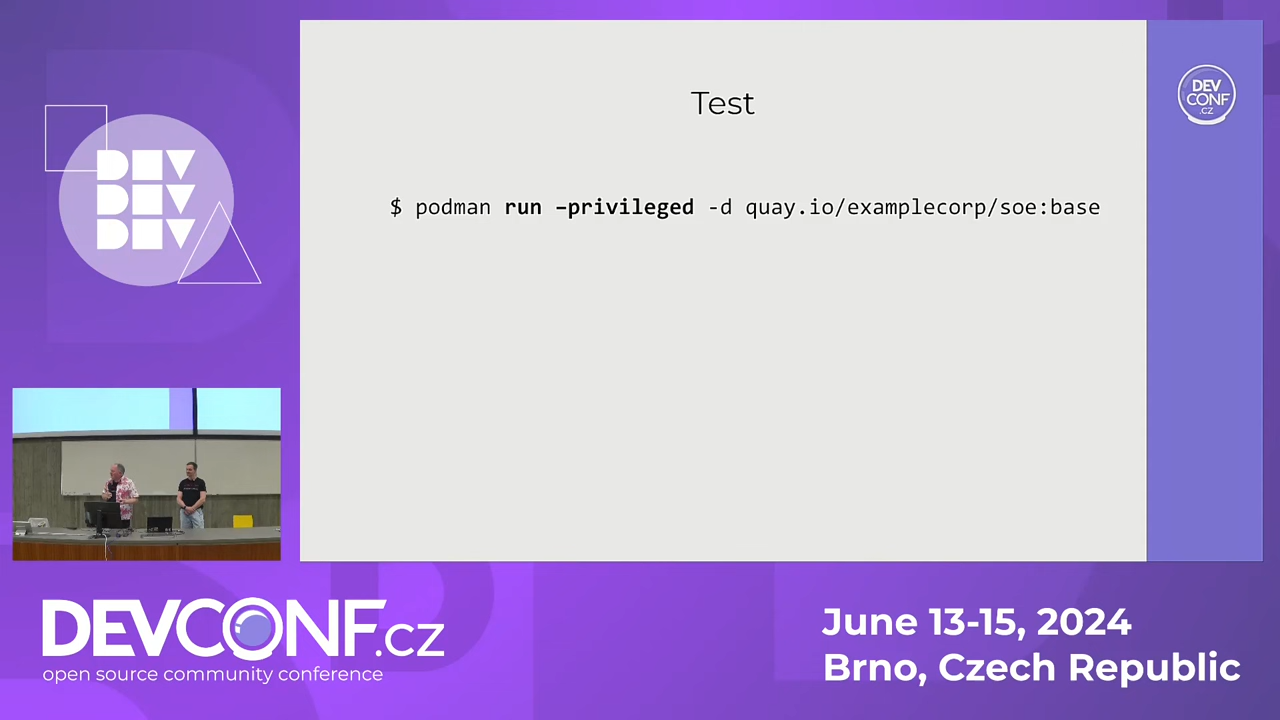 Test
$ podman run –privileged -d quay.io/examplecorp/soe:base
DEV
CONF
.CZ
DEV
DEV
DEV
DEVCONF.cz
open source community conference
June 13-15, 2024
Brno, Czech Republic